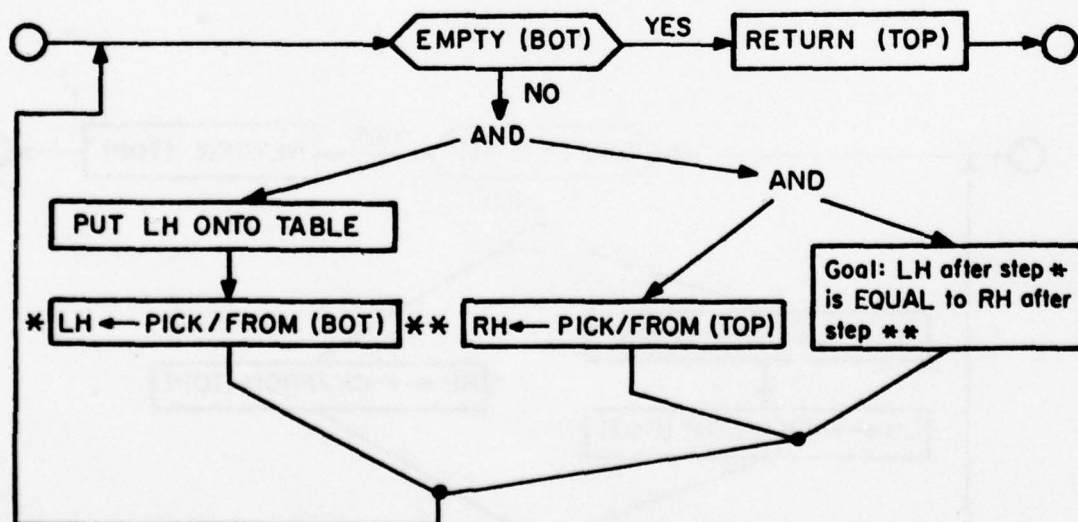 EMPTY (BOT)
YES
RETURN (TOP)
NO
AND
AND
PUT LH ONTO TABLE
Goal: LH after step *
is EQUAL to RH after
step **
* LH ← PICK/FROM (BOT)
** RH ← PICK/FROM (TOP)